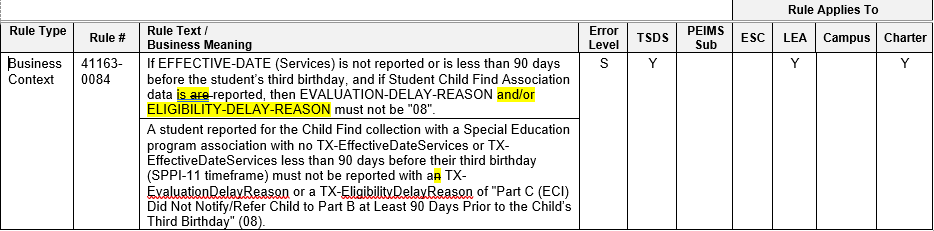 Rule Applies To
Rule Type Rule # Rule Text / Business Meaning Error Level TSDS PEIMS Sub ESC LEA Campus Charter
Business Context 41163-0084 S Y Y Y
If EFFECTIVE-DATE (Services) is not reported or is less than 90 days
before the student's third birthday, and if Student Child Find Association
data is are reported, then EVALUATION-DELAY-REASON and/or
ELIGIBILITY-DELAY-REASON must not be "08".
A student reported for the Child Find collection with a Special Education
program association with no TX-EffectiveDateServices or TX-
EffectiveDateServices less than 90 days before their third birthday
(SPPI-11 timeframe) must not be reported with an TX-
EvaluationDelayReason or a TX-EligibilityDelayReason of "Part C (ECI)
Did Not Notify/Refer Child to Part B at Least 90 Days Prior to the Child's
Third Birthday" (08).